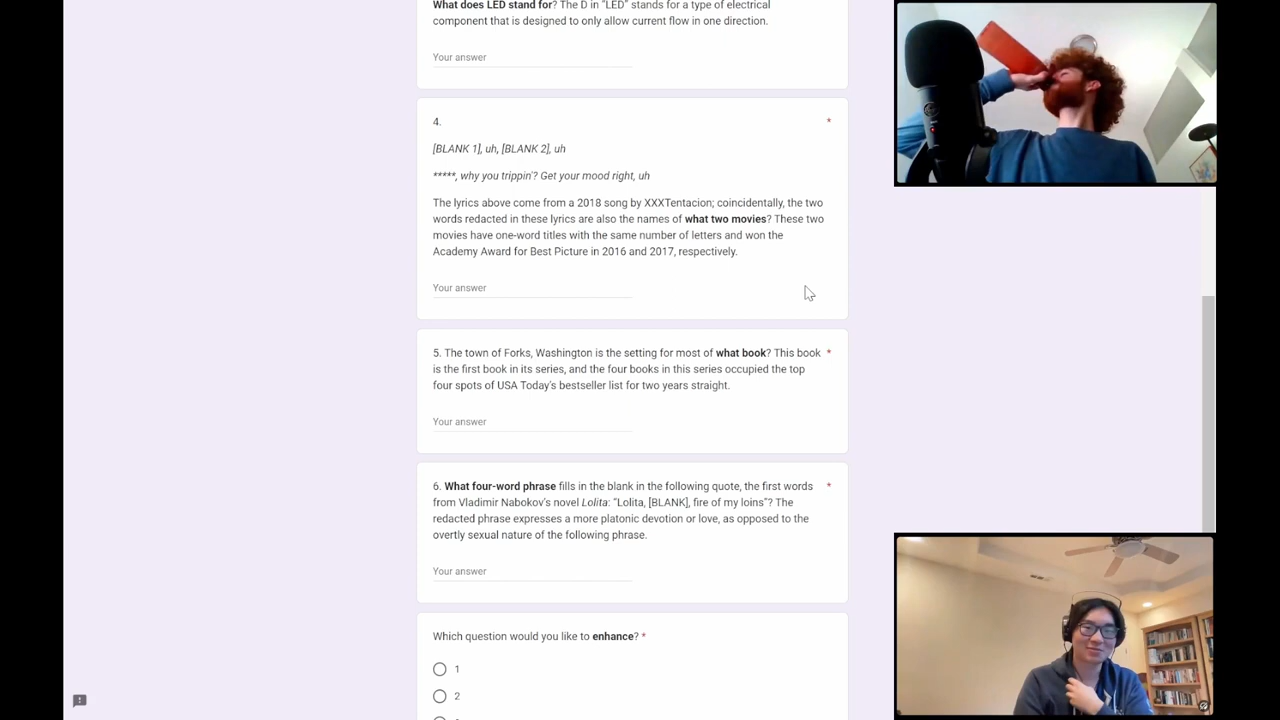 What does LED stand for? The D in “LED” stands for a type of electrical
component that is designed to only allow current flow in one direction.
Your answer
4. *
[BLANK 1], uh, [BLANK 2], uh
*****, why you trippin'? Get your mood right, uh
The lyrics above come from a 2018 song by XXXTentacion; coincidentally, the two
words redacted in these lyrics are also the names of what two movies? These two
movies have one-word titles with the same number of letters and won the
Academy Award for Best Picture in 2016 and 2017, respectively.
Your answer
5. The town of Forks, Washington is the setting for most of what book? This book *
is the first book in its series, and the four books in this series occupied the top
four spots of USA Today's bestseller list for two years straight.
Your answer
6. What four-word phrase fills in the blank in the following quote, the first words *
from Vladimir Nabokov's novel Lolita: “Lolita, [BLANK], fire of my loins”? The
redacted phrase expresses a more platonic devotion or love, as opposed to the
overtly sexual nature of the following phrase.
Your answer
Which question would you like to enhance? *
1
2